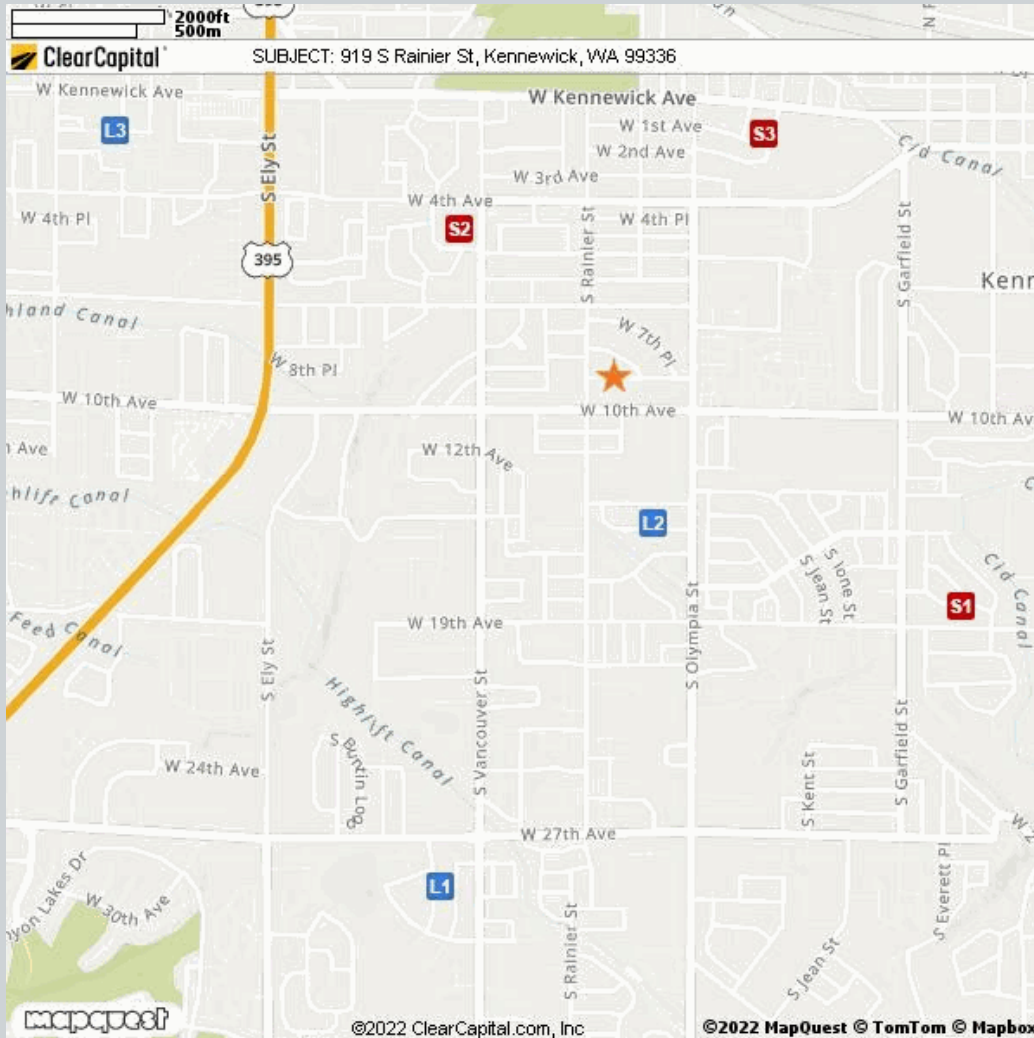 2000ft
500m
ClearCapital
SUBJECT: 919 S Rainier St, Kennewick, WA 99336
W Kennewick Ave
W Kennewick Ave
L3
W 1st Ave
S3
W 2nd Ave
Cid Canal
S Ely St
W 3rd Ave
W 4th Ave
W 4th Pl
W 4th Pl
S2
S Rainier St
S Garfield St
395
Kenn
hland Canal
W 7th Pl
W 8th Pl
W 10th Ave
W 10th Ave
W 10th Av
Ave
W 12th Ave
hlift Canal
L2
S Ione St
S Jean St
Cid Canal
S1
Feed Canal
W 19th Ave
S Olympia St
S Ely St
Highlift Canal
S Vancouver St
S Garfield St
W 24th Ave
S Buntin Loop
S Kent St
W 27th Ave
W 2
L1
yon Lakes Dr
W 30th Ave
S Everett Pl
S Rainier St
S Jean St
mapquest
©2022 ClearCapital.com, Inc
©2022 MapQuest © TomTom © Mapbox